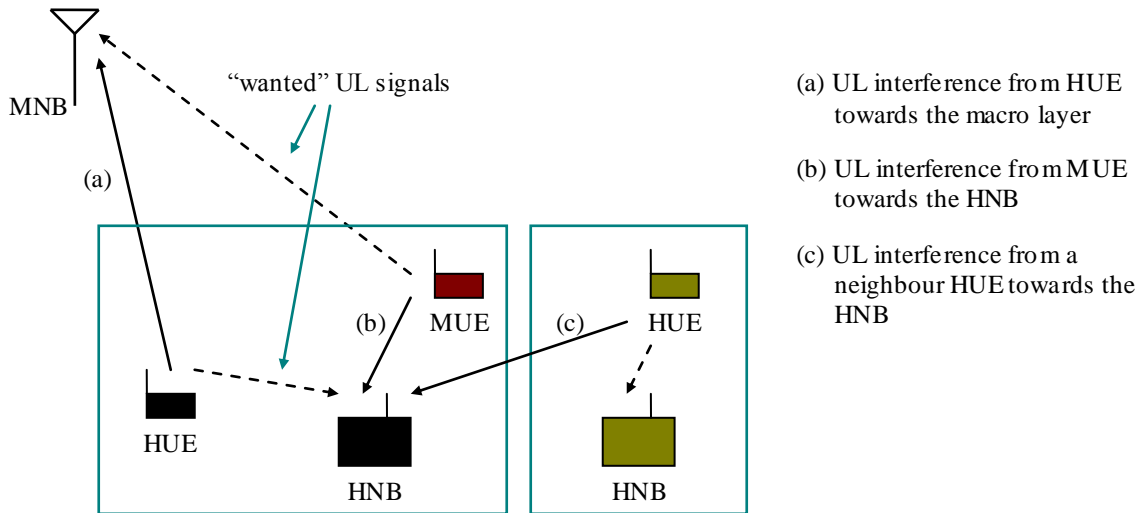 “wanted” UL signals
MNB
(a)
(b)
MUE
(c)
HUE
HUE
HNB
HNB
(a) UL interference from HUE
towards the macro layer
(b) UL interference from MUE
towards the HNB
(c) UL interference from a
neighbour HUE towards the
HNB